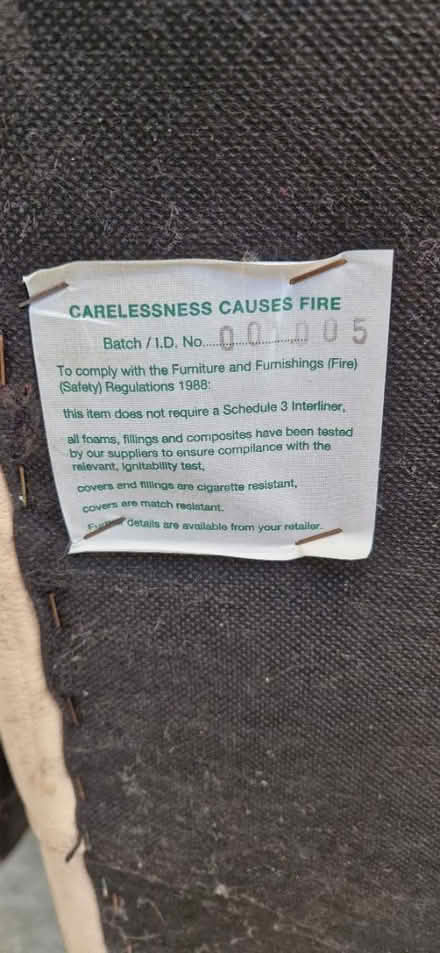 CARELESSNESS CAUSES FIRE
Batch / I.D. No. 001005
To comply with the Furniture and Furnishings (Fire)
(Safety) Regulations 1988:
this item does not require a Schedule 3 Interliner,
all foams, fillings and composites have been tested
by our suppliers to ensure compliance with the
relevant, ignitability test,
covers and fillings are cigarette resistant,
covers are match resistant.
Further details are available from your retailer.